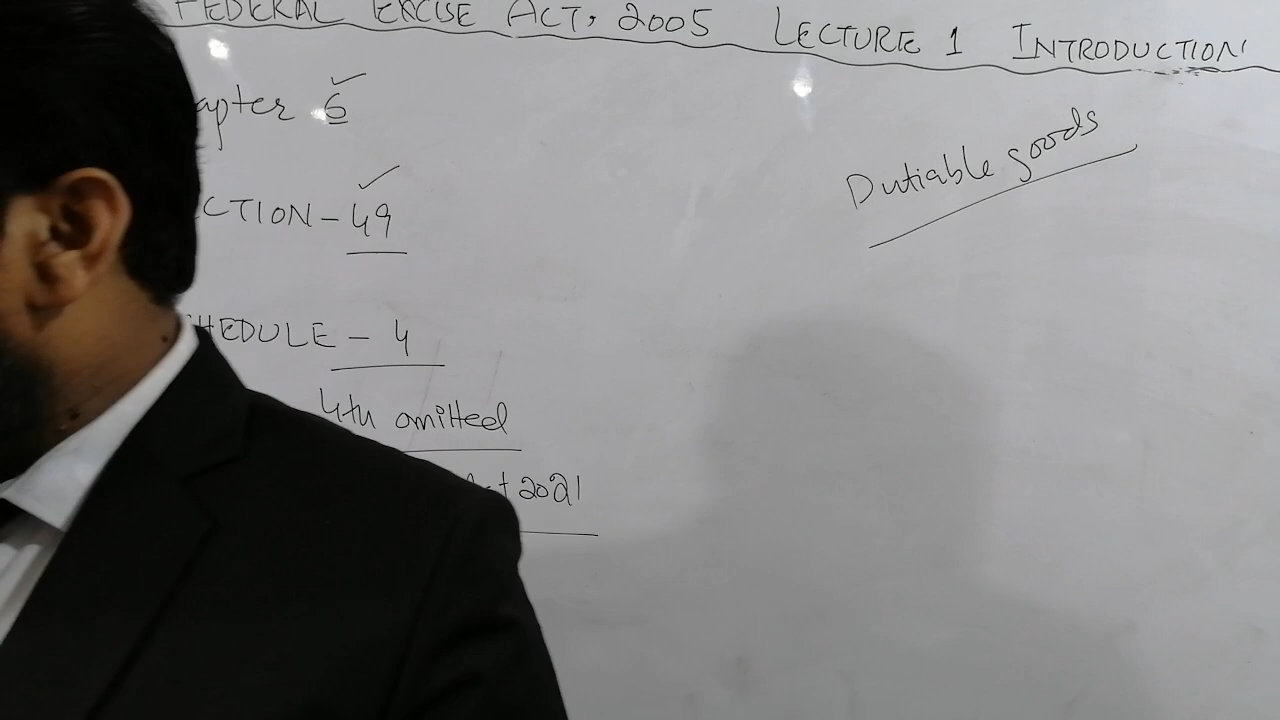 FEDERAL EXCISE ACT, 2005 LECTURE 1 INTRODUCTION
apter 6
Dutiable goods
CTION - 49
HEDULE - 4
4th omitted
ct 2021